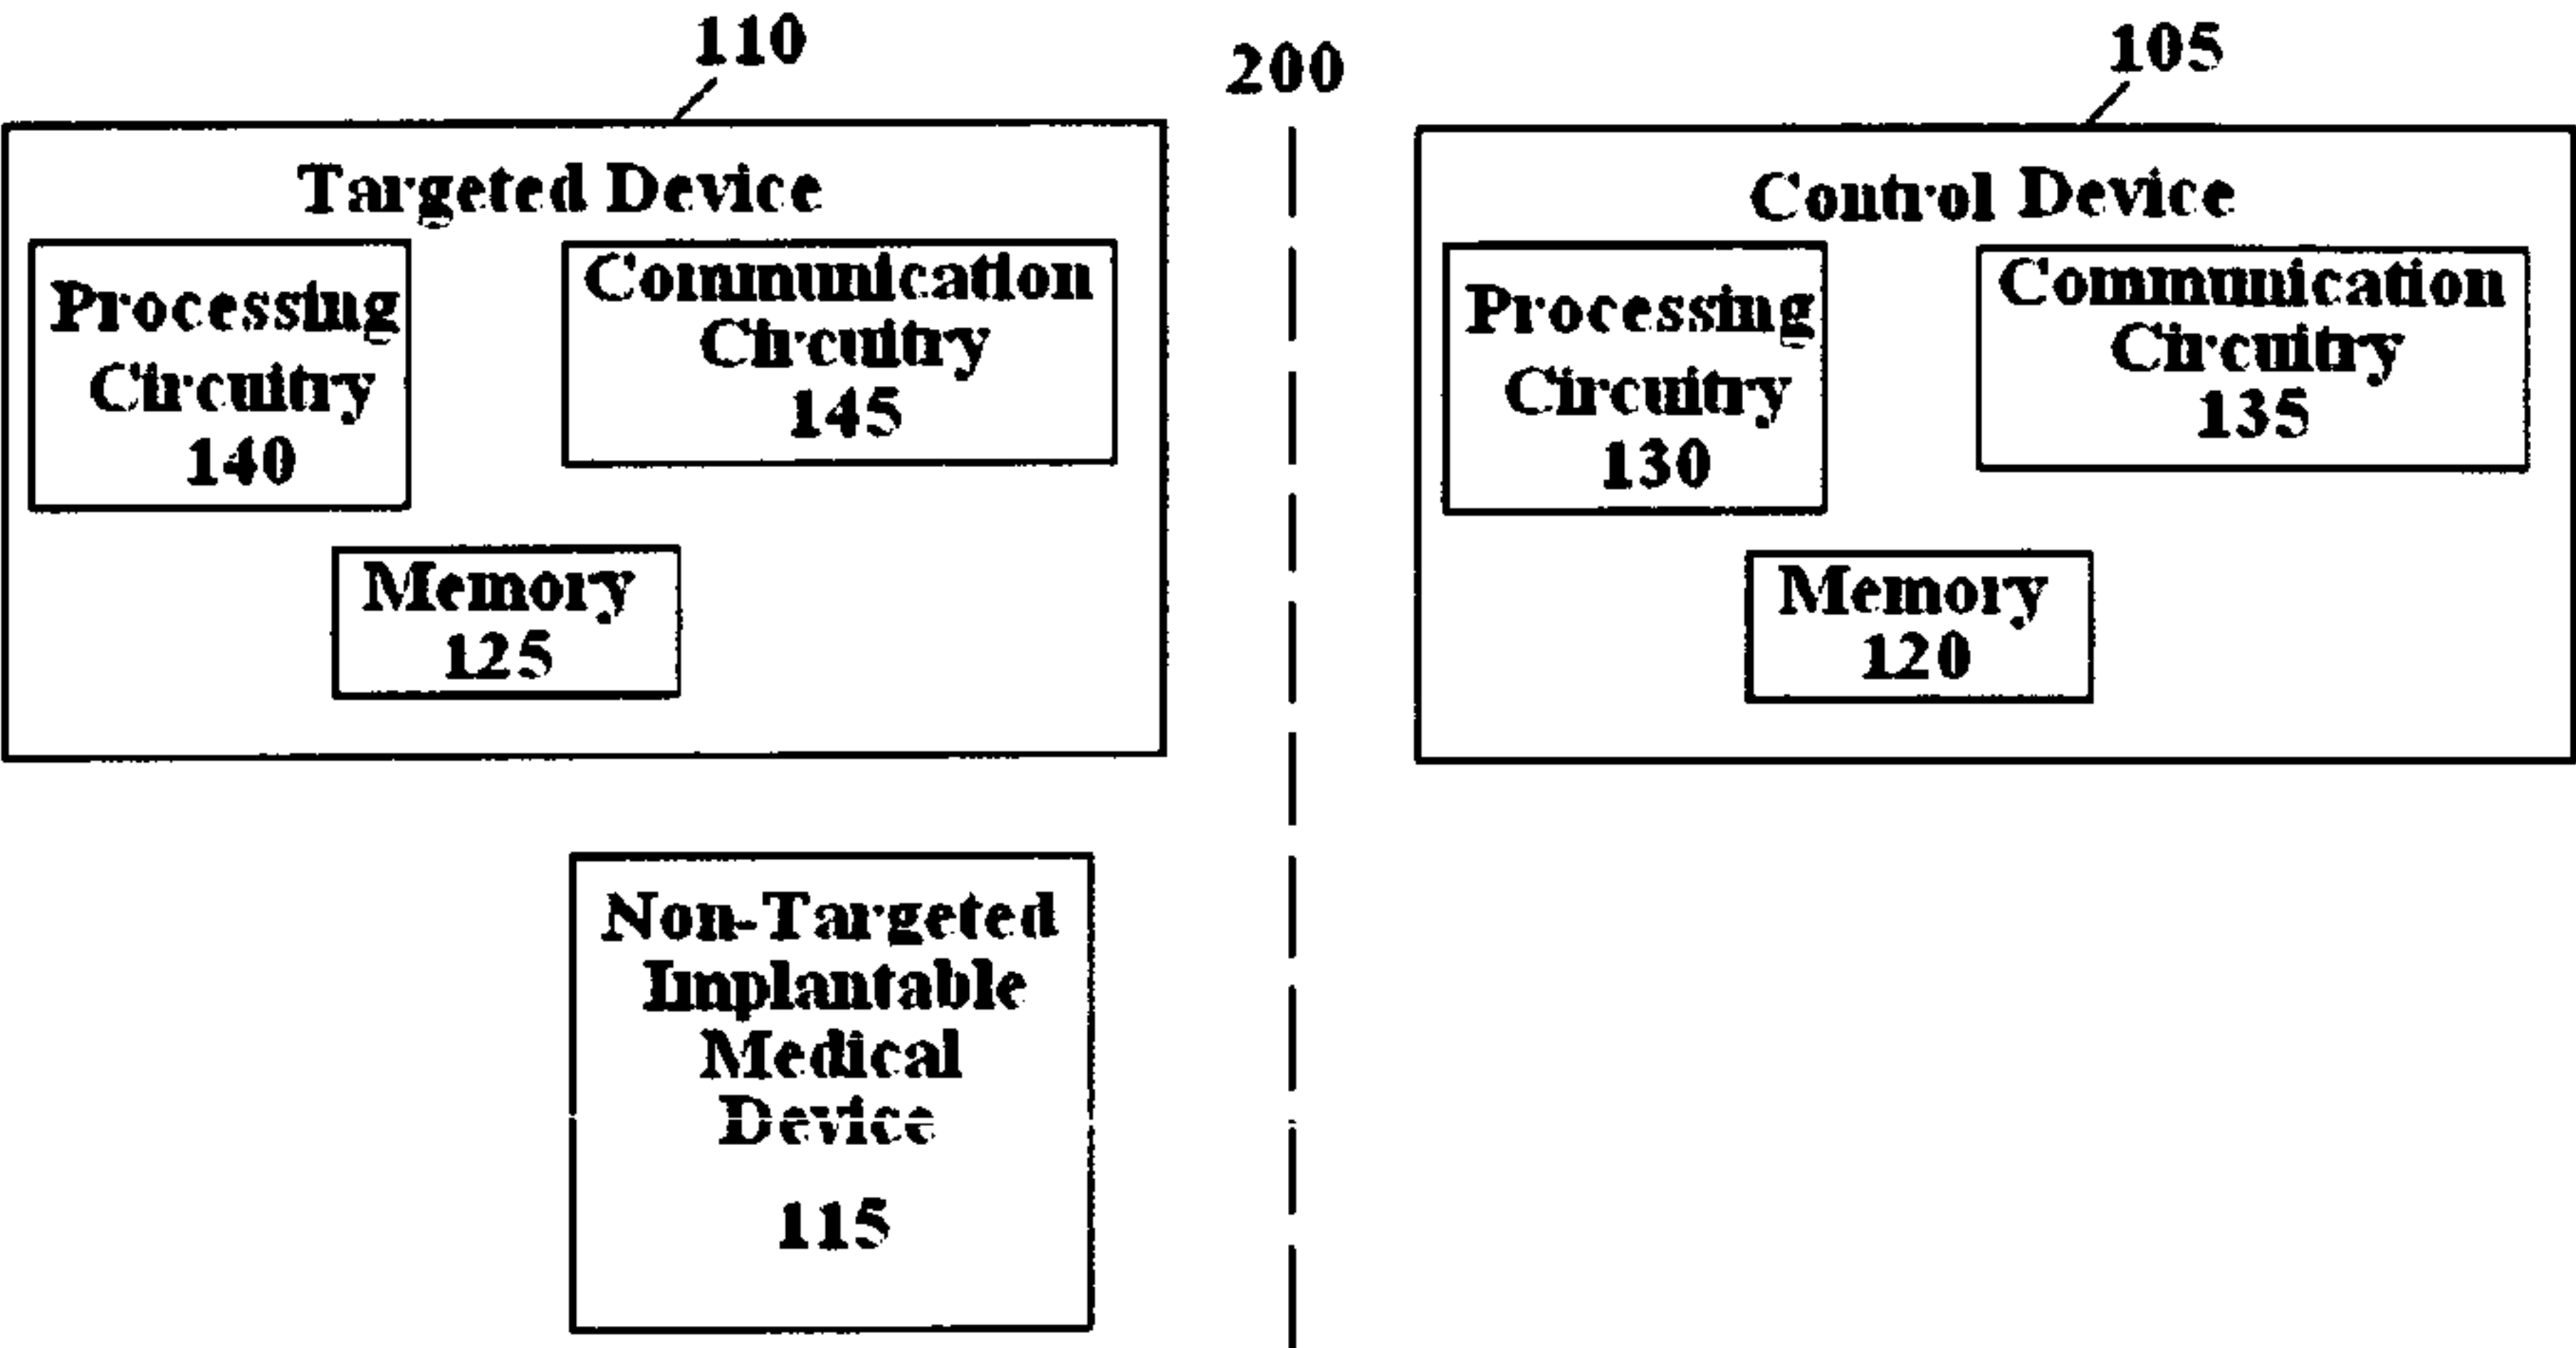 110
200
105
Targeted Device
Processing
Circuitry
140
Communication
Circuitry
145
Memory
125
Control Device
Processing
Circuitry
130
Communication
Circuitry
135
Memory
120
Non-Targeted
Implantable
Medical
Device
115